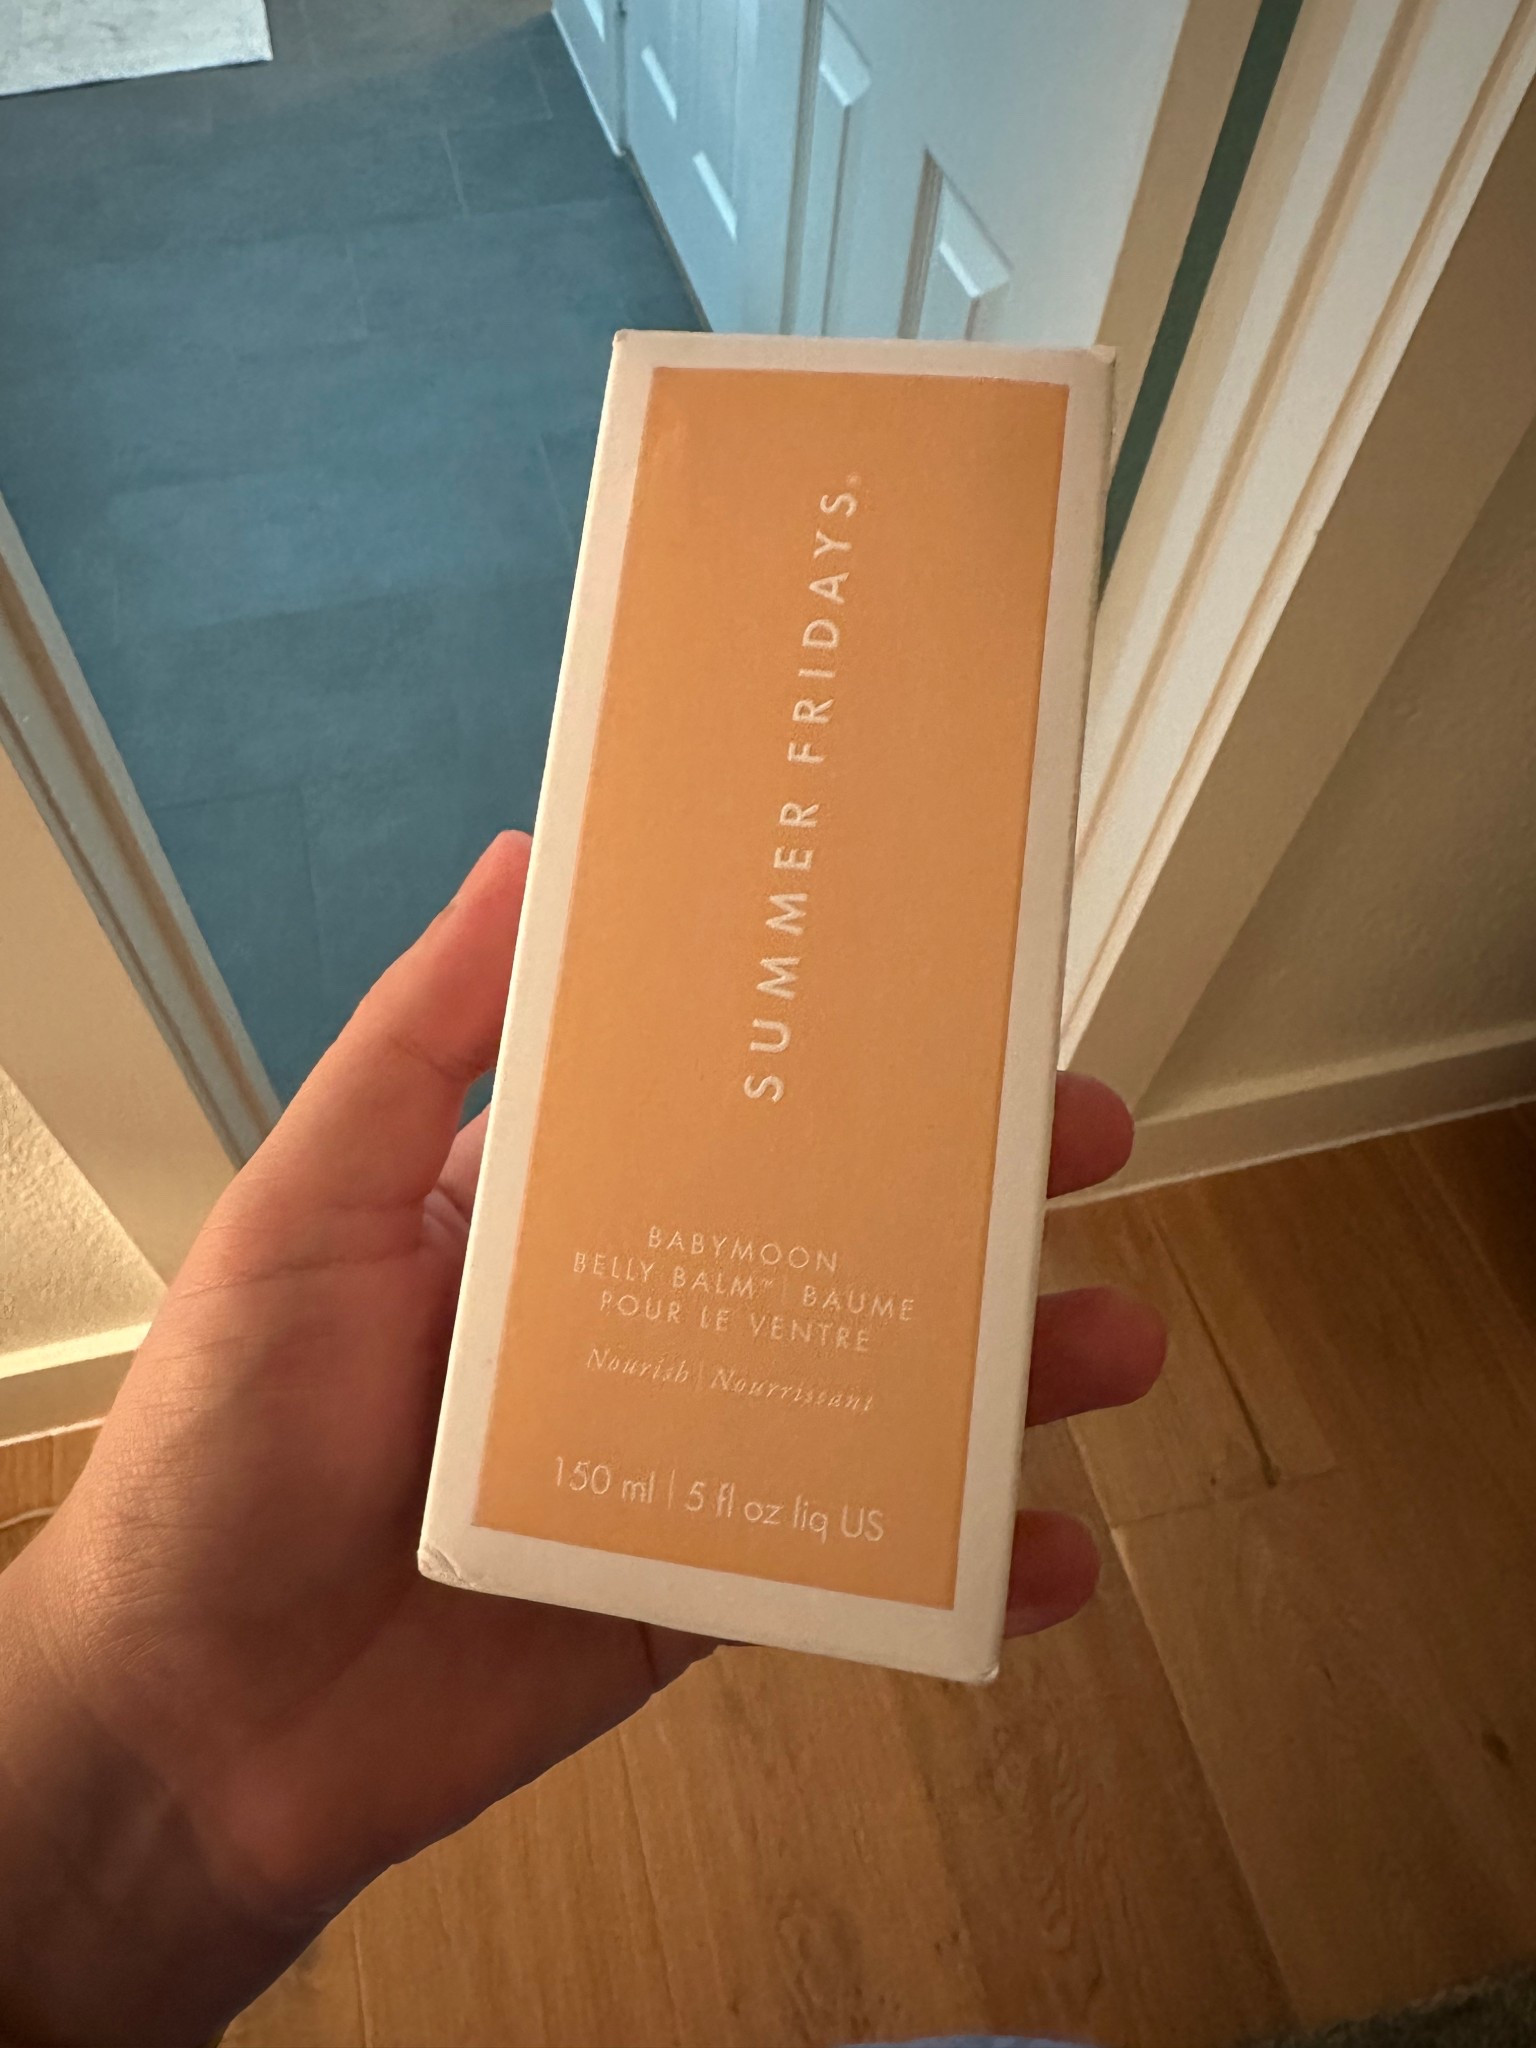 SUMMER FRIDAYS®
BABYMOON
BELLY BALM™ | BAUME
POUR LE VENTRE
Nourish | Nourrissant
150 ml | 5 fl oz liq US